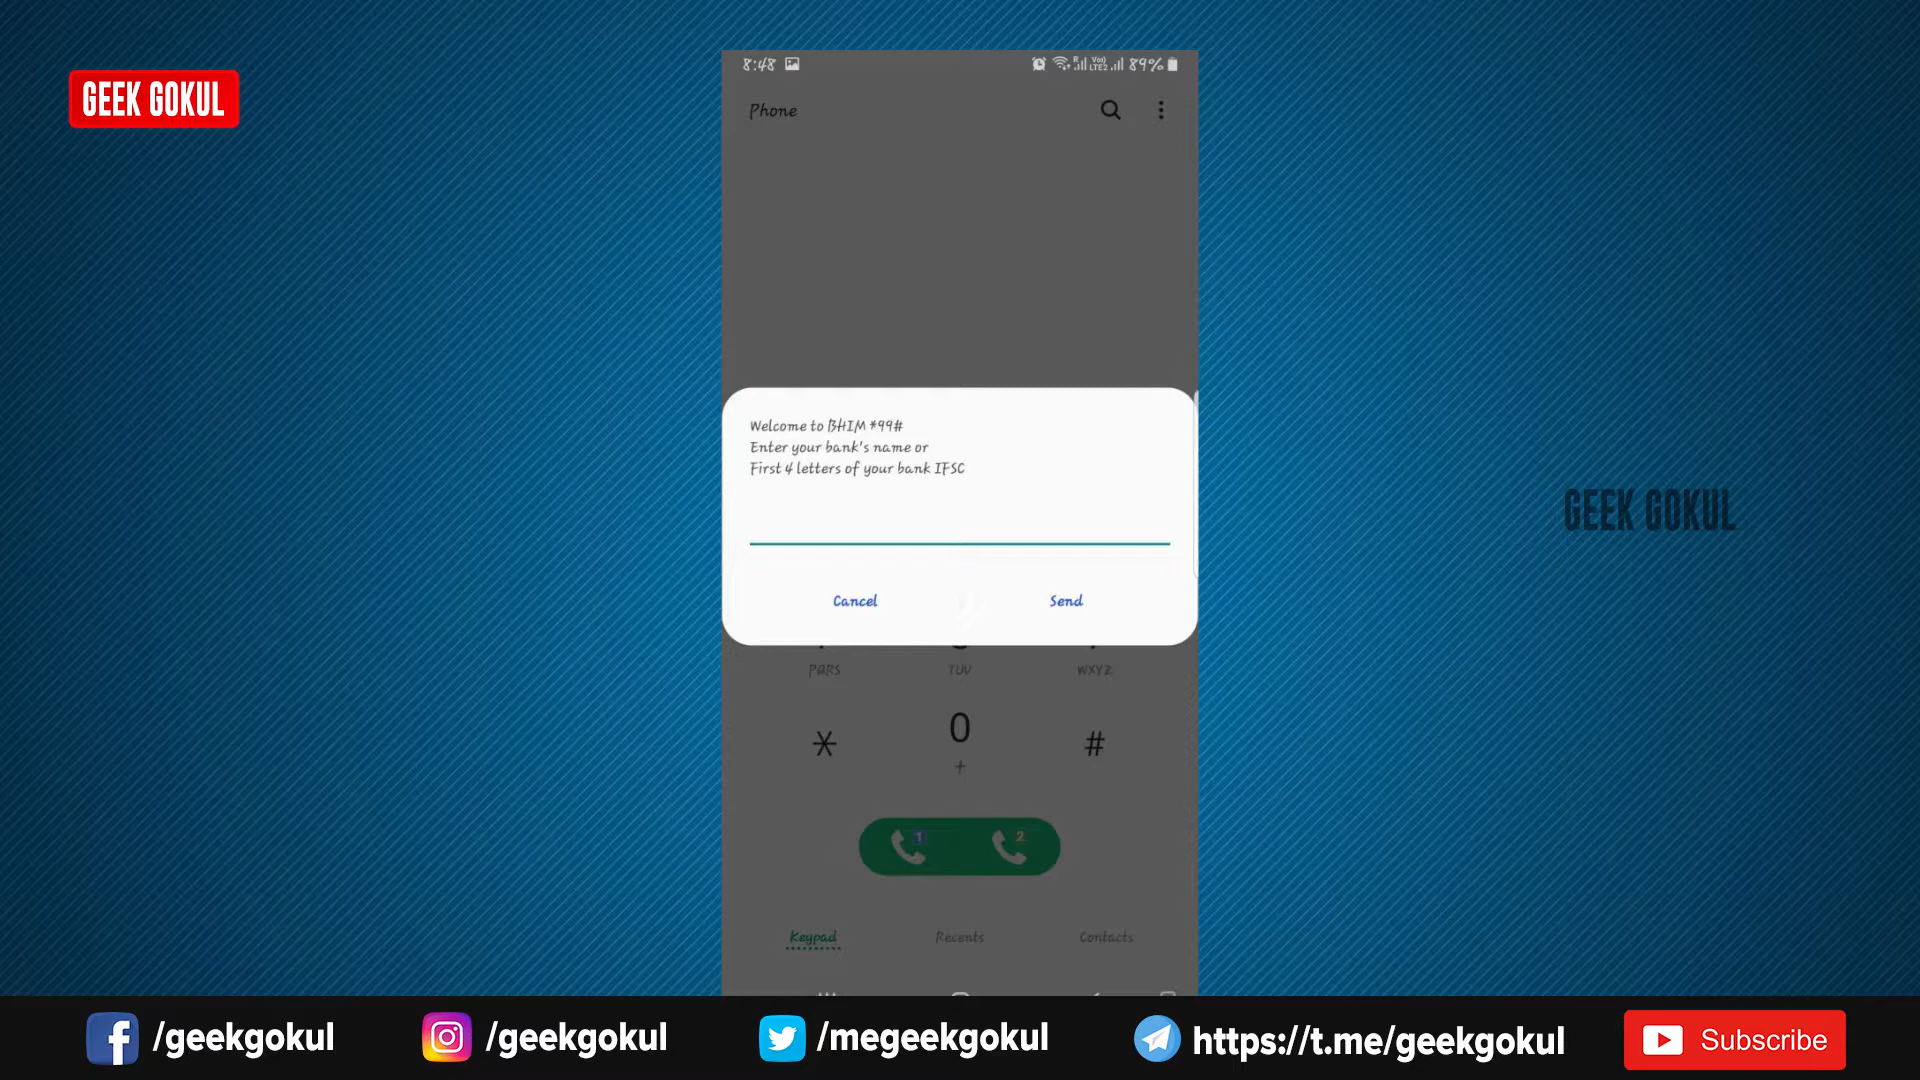 GEEK GOKUL
8:48
89%
Phone
Welcome to BHIM *99#
Enter your bank's name or
First 4 letters of your bank IFSC
Cancel
Send
GEEK GOKUL
PQRS
TUV
WXYZ
*
0
#
+
1
2
Keypad
Recents
Contacts
/geekgokul
/geekgokul
/megeekgokul
https://t.me/geekgokul
Subscribe